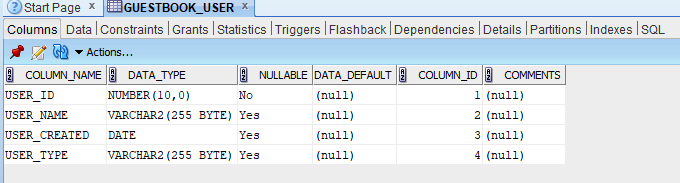 Start Page GUESTBOOK_USER
Columns Data Constraints Grants Statistics Triggers Flashback Dependencies Details Partitions Indexes SQL
Actions...
COLUMN_NAME DATA_TYPE NULLABLE DATA_DEFAULT COLUMN_ID COMMENTS
USER_ID NUMBER(10,0) No (null) 1 (null)
USER_NAME VARCHAR2(255 BYTE) Yes (null) 2 (null)
USER_CREATED DATE Yes (null) 3 (null)
USER_TYPE VARCHAR2(255 BYTE) Yes (null) 4 (null)